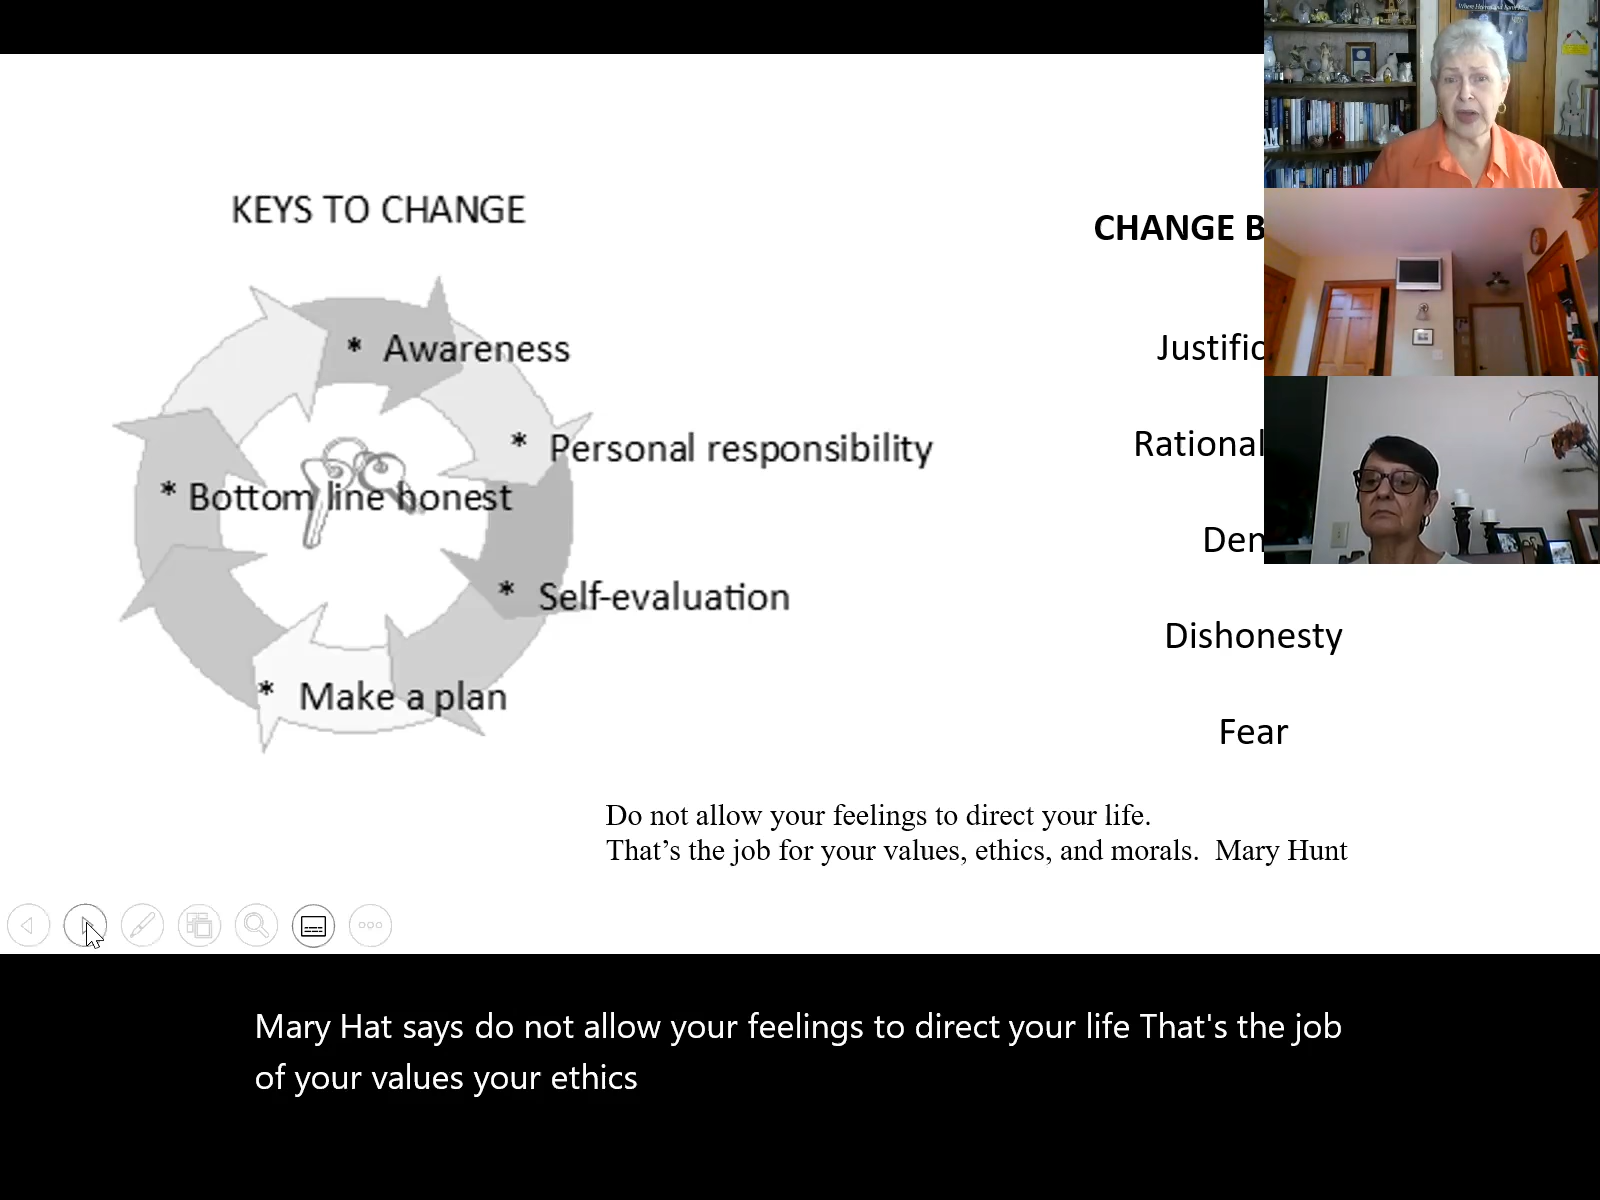 KEYS TO CHANGE
* Awareness
* Personal responsibility
* Bottom line honest
* Self-evaluation
* Make a plan
CHANGE B
Justific
Rational
Den
Dishonesty
Fear
Do not allow your feelings to direct your life.
That’s the job for your values, ethics, and morals.  Mary Hunt
Mary Hat says do not allow your feelings to direct your life That's the job
of your values your ethics